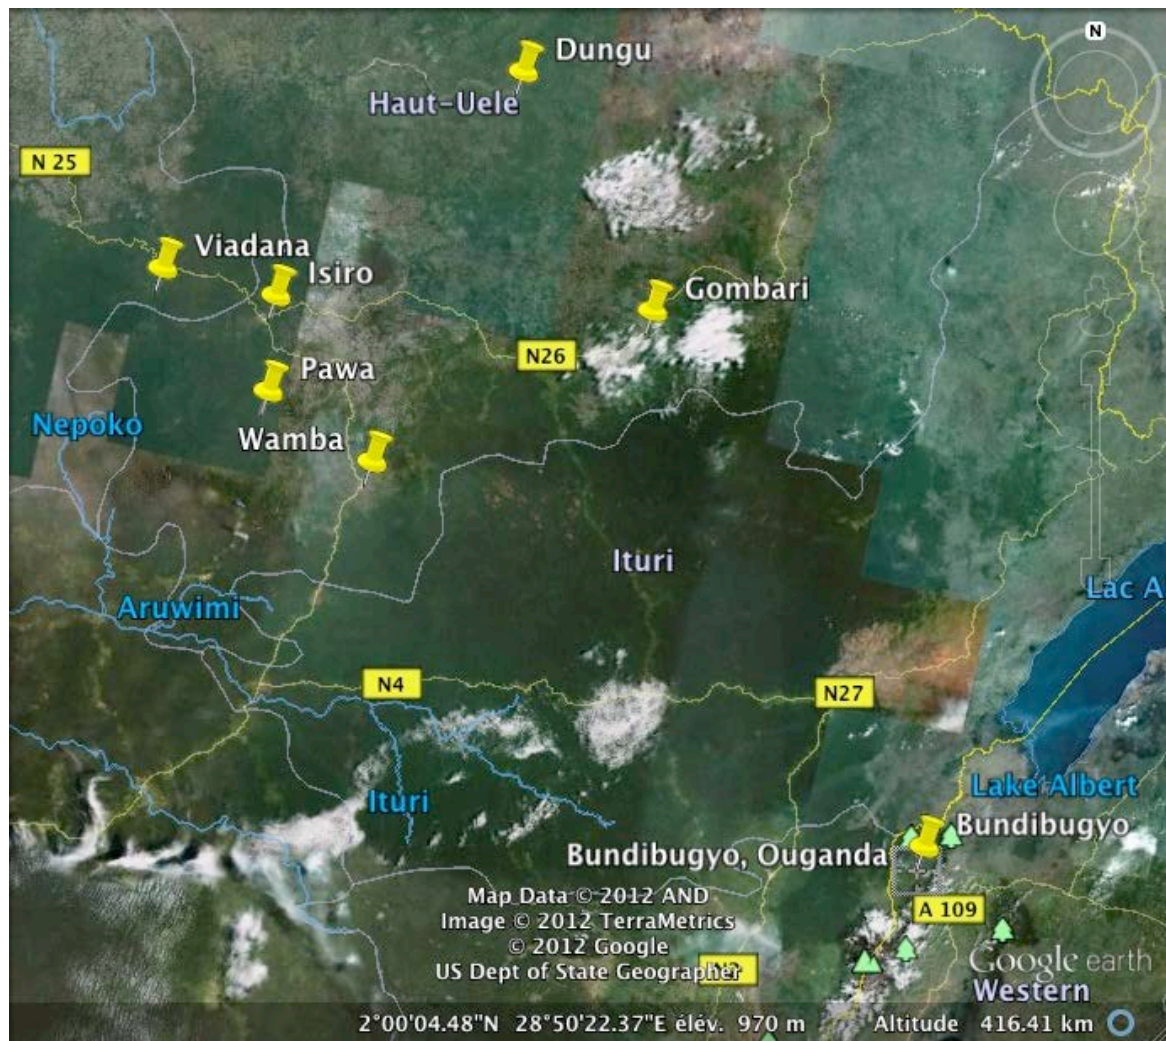 N
Dungu
Haut-Uele
N 25
Viadana
Isiro
Gombari
N26
Pawa
Nepoko
Wamba
Ituri
Aruwimi
Lac A
N4
N27
Lake Albert
Ituri
Bundibugyo
Bundibugyo, Ouganda
Map Data © 2012 AND
A 109
Image © 2012 TerraMetrics
© 2012 Google
US Dept of State Geographer
Google earth
Western
2°00'04.48"N 28°50'22.37"E élév. 970 m Altitude 416.41 km